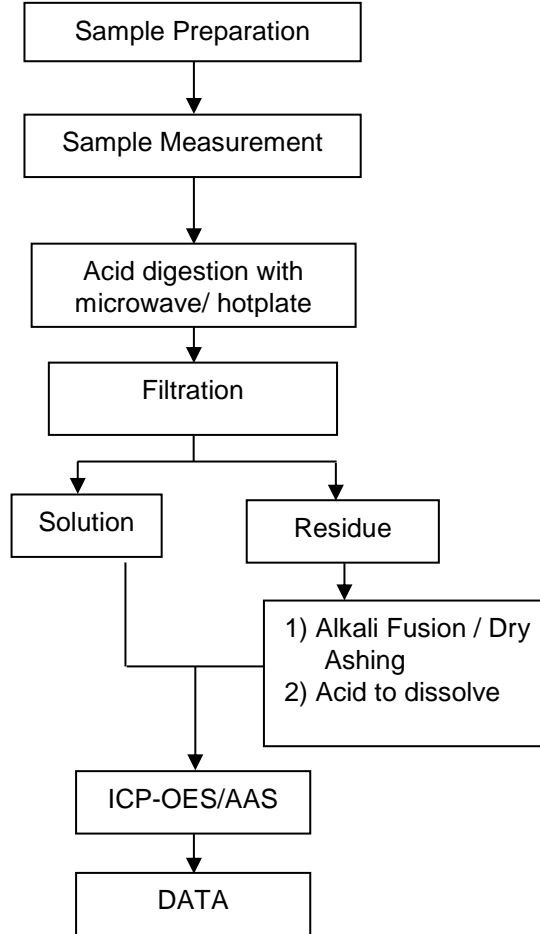 Sample Preparation
Sample Measurement
Acid digestion with
microwave/ hotplate
Filtration
Solution
Residue
1) Alkali Fusion / Dry
Ashing
2) Acid to dissolve
ICP-OES/AAS
DATA